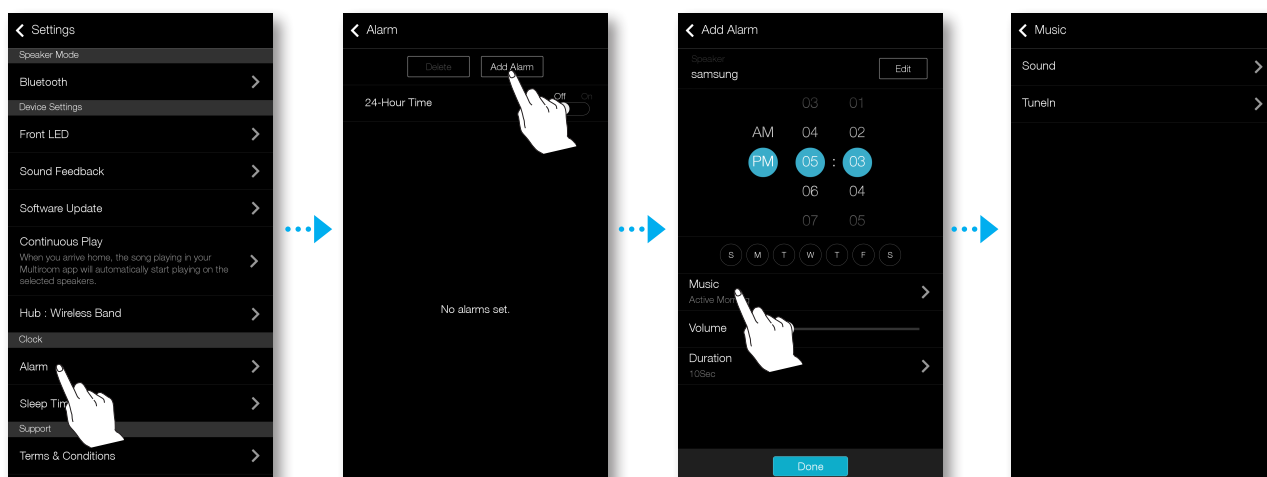 Settings
Speaker Mode
Bluetooth
Device Settings
Front LED
Sound Feedback
Software Update
Continuous Play
When you arrive home, the song playing in your
Multiroom app will automatically start playing on the
selected speakers.
Hub : Wireless Band
Clock
Alarm
Sleep
Support
Terms & Conditions
Alarm
Delete
Add Alarm
24-Hour Time
Off On
No alarms set.
Add Alarm
Speaker
samsung
Edit
03 01
AM 04 02
PM 05 : 03
06 04
07 05
S M T W T F S
Music
Active
Volume
Duration
10Sec
Done
Music
Sound
TuneIn